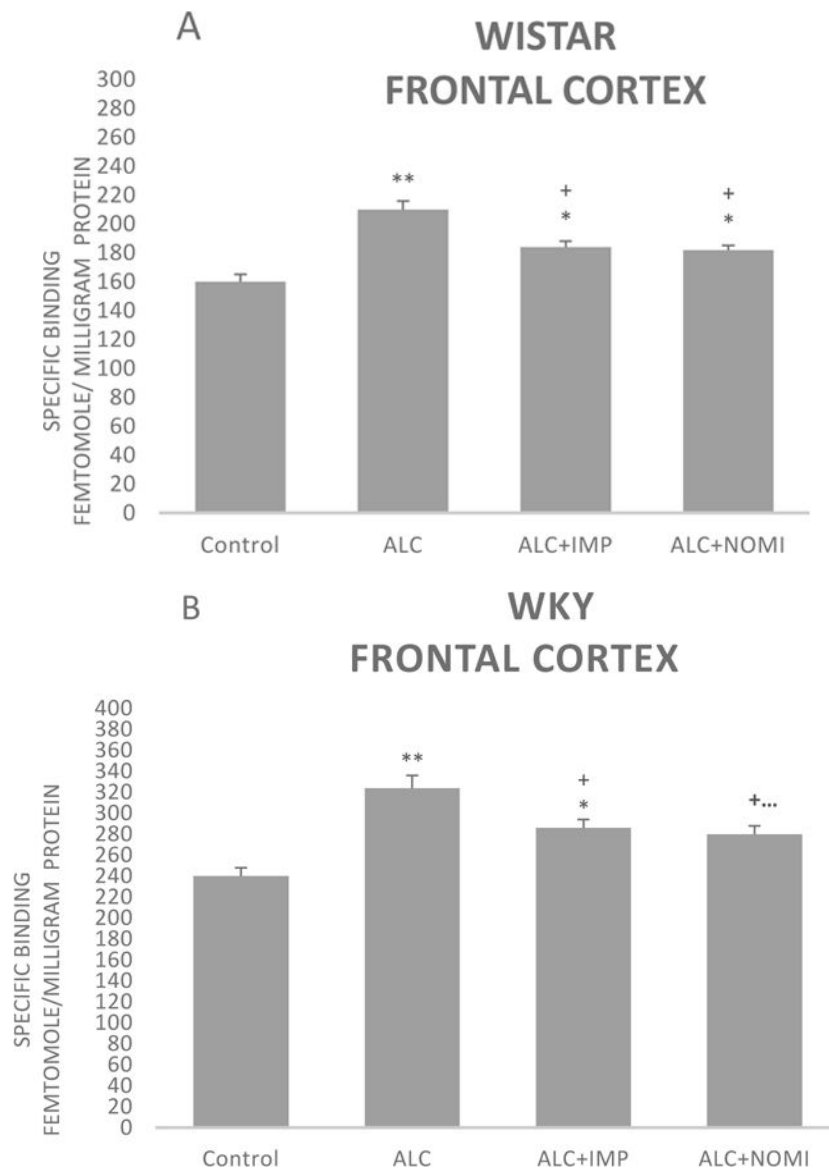 A
WISTAR
FRONTAL CORTEX
SPECIFIC BINDING
FEMTOMOLE/ MILLIGRAM PROTEIN
300
280
260
240
220
200
180
160
140
120
100
80
60
40
20
0
**
+
*
+
*
Control
ALC
ALC+IMP
ALC+NOMI
B
WKY
FRONTAL CORTEX
SPECIFIC BINDING
FEMTOMOLE/MILLIGRAM PROTEIN
400
380
360
340
320
300
280
260
240
220
200
180
160
140
120
100
80
60
40
20
0
**
+
*
+...
Control
ALC
ALC+IMP
ALC+NOMI